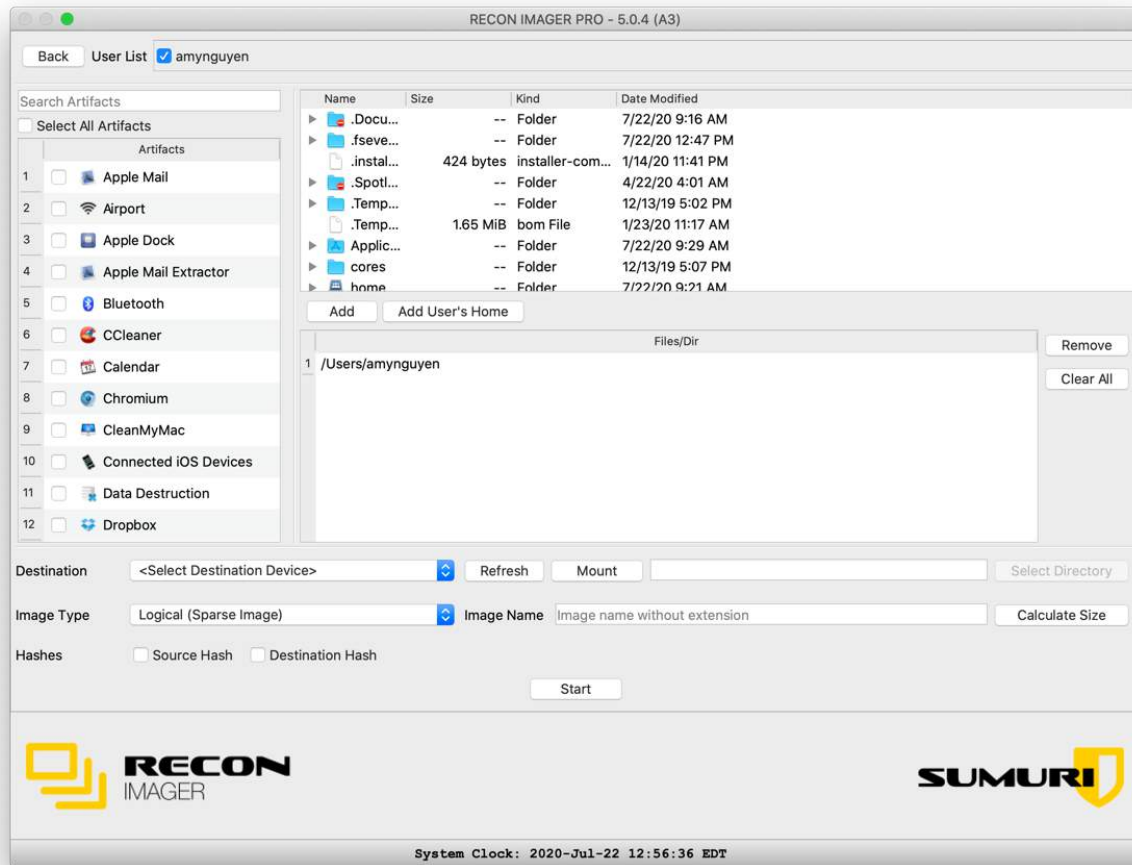 RECON IMAGER PRO - 5.0.4 (A3)
Back User List amynguyen
Search Artifacts
Select All Artifacts
Artifacts
1 Apple Mail
2 Airport
3 Apple Dock
4 Apple Mail Extractor
5 Bluetooth
6 CCleaner
7 Calendar
8 Chromium
9 CleanMyMac
10 Connected iOS Devices
11 Data Destruction
12 Dropbox
Name Size Kind Date Modified
.Docu... -- Folder 7/22/20 9:16 AM
.fseve... -- Folder 7/22/20 12:47 PM
.instal... 424 bytes installer-com... 1/14/20 11:41 PM
.Spotl... -- Folder 4/22/20 4:01 AM
.Temp... -- Folder 12/13/19 5:02 PM
.Temp... 1.65 MiB bom File 1/23/20 11:17 AM
Applic... -- Folder 7/22/20 9:29 AM
cores -- Folder 12/13/19 5:07 PM
home -- Folder 7/22/20 9:21 AM
Add Add User's Home
Files/Dir
1 /Users/amynguyen
Remove
Clear All
Destination <Select Destination Device> Refresh Mount Select Directory
Image Type Logical (Sparse Image) Image Name Image name without extension Calculate Size
Hashes Source Hash Destination Hash
Start
RECON
IMAGER
SUMURI
System Clock: 2020-Jul-22 12:56:36 EDT